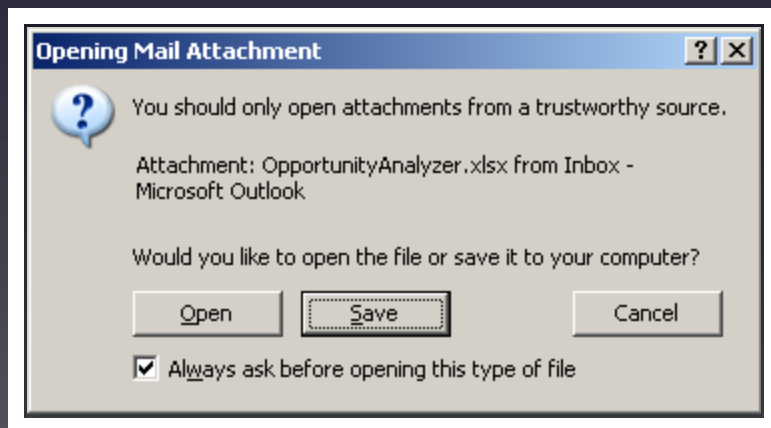 Opening Mail Attachment
You should only open attachments from a trustworthy source.
Attachment: OpportunityAnalyzer.xlsx from Inbox -
Microsoft Outlook
Would you like to open the file or save it to your computer?
Open Save Cancel
Always ask before opening this type of file